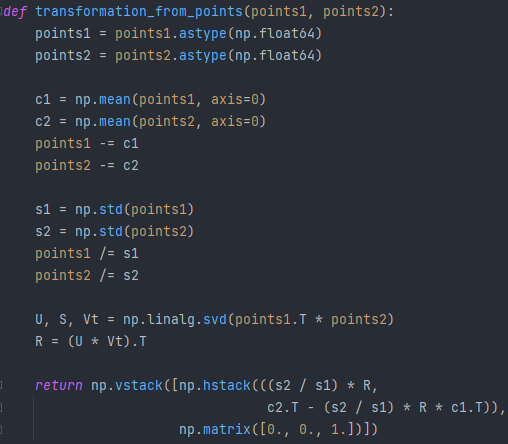 def transformation_from_points(points1, points2):
    points1 = points1.astype(np.float64)
    points2 = points2.astype(np.float64)

    c1 = np.mean(points1, axis=0)
    c2 = np.mean(points2, axis=0)
    points1 -= c1
    points2 -= c2

    s1 = np.std(points1)
    s2 = np.std(points2)
    points1 /= s1
    points2 /= s2

    U, S, Vt = np.linalg.svd(points1.T * points2)
    R = (U * Vt).T

    return np.vstack([np.hstack(((s2 / s1) * R,
                                 c2.T - (s2 / s1) * R * c1.T)),
                      np.matrix([0., 0., 1.])])